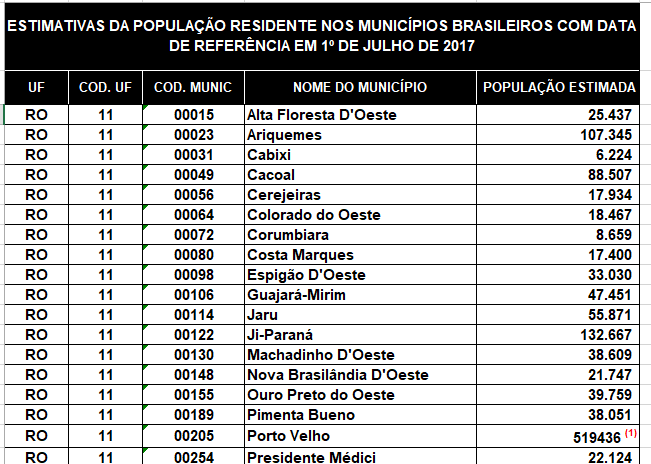 ESTIMATIVAS DA POPULAÇÃO RESIDENTE NOS MUNICÍPIOS BRASILEIROS COM DATA
DE REFERÊNCIA EM 1º DE JULHO DE 2017
UF COD. UF COD. MUNIC NOME DO MUNICÍPIO POPULAÇÃO ESTIMADA
RO 11 00015 Alta Floresta D'Oeste 25.437
RO 11 00023 Ariquemes 107.345
RO 11 00031 Cabixi 6.224
RO 11 00049 Cacoal 88.507
RO 11 00056 Cerejeiras 17.934
RO 11 00064 Colorado do Oeste 18.467
RO 11 00072 Corumbiara 8.659
RO 11 00080 Costa Marques 17.400
RO 11 00098 Espigão D'Oeste 33.030
RO 11 00106 Guajará-Mirim 47.451
RO 11 00114 Jaru 55.871
RO 11 00122 Ji-Paraná 132.667
RO 11 00130 Machadinho D'Oeste 38.609
RO 11 00148 Nova Brasilândia D'Oeste 21.747
RO 11 00155 Ouro Preto do Oeste 39.759
RO 11 00189 Pimenta Bueno 38.051
RO 11 00205 Porto Velho 519436 (1)
RO 11 00254 Presidente Médici 22.124